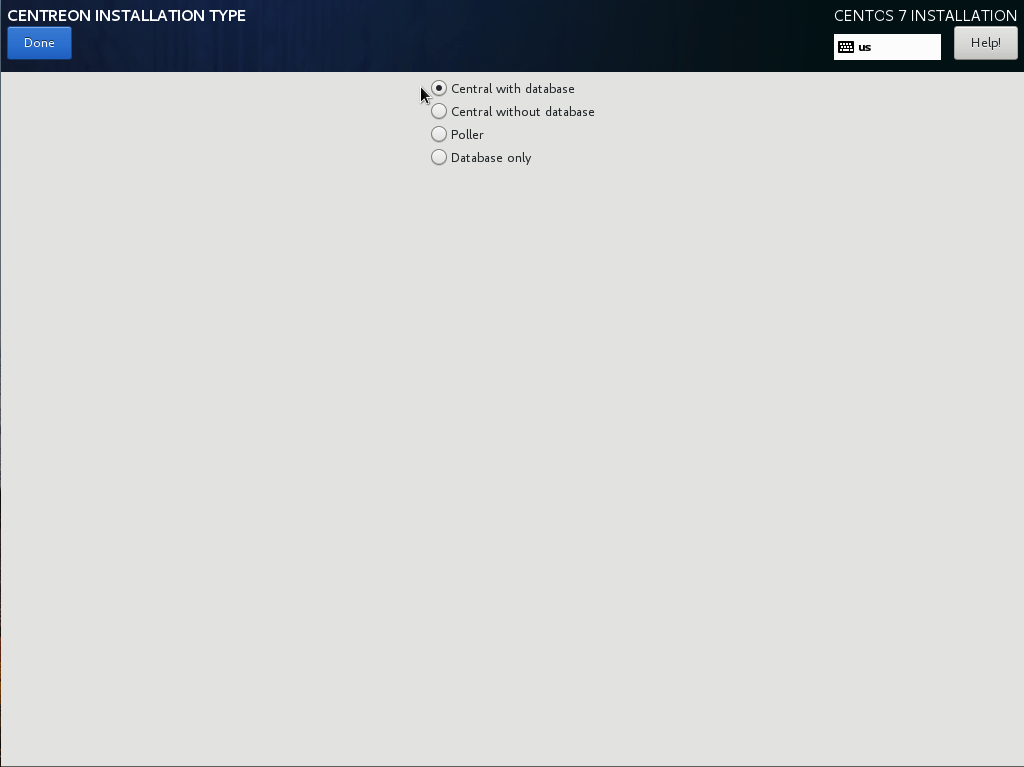 CENTREON INSTALLATION TYPE
CENTOS 7 INSTALLATION
Done
us
Help!
Central with database
Central without database
Poller
Database only